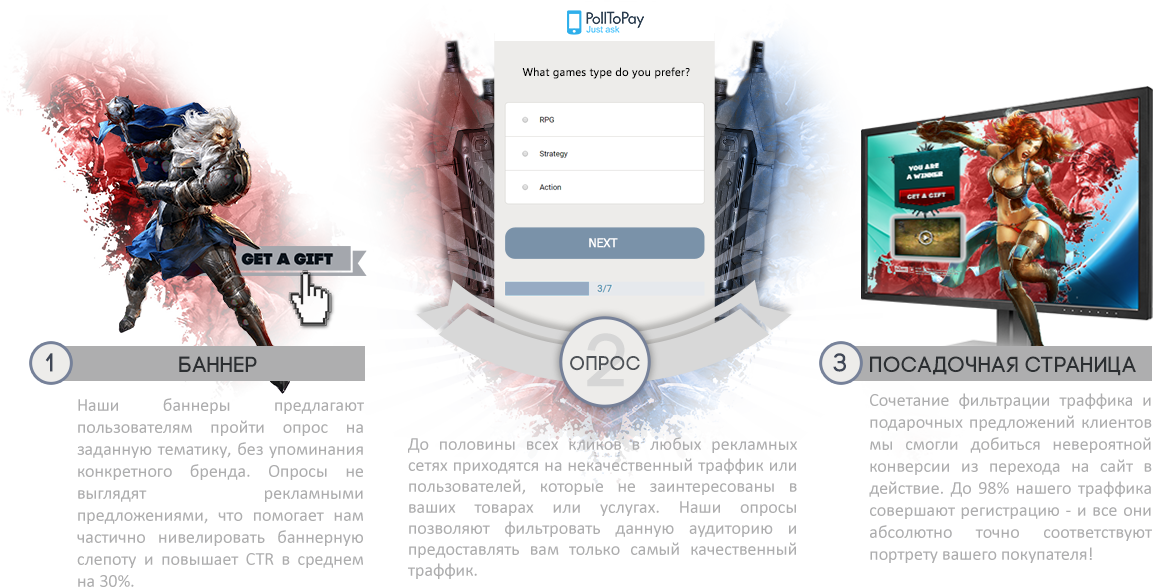 PollToPay
Just ask
What games type do you prefer?
RPG
Strategy
Action
NEXT
3/7
GET A GIFT
YOU ARE
A WINNER
GET A GIFT
1
БАННЕР
Наши баннеры предлагают
пользователям пройти опрос на
заданную тематику, без упоминания
конкретного бренда. Опросы не
выглядят рекламными
предложениями, что помогает нам
частично нивелировать баннерную
слепоту и повышает CTR в среднем
на 30%.
2
ОПРОС
До половины всех кликов в любых рекламных
сетях приходятся на некачественный траффик или
пользователей, которые не заинтересованы в
ваших товарах или услугах. Наши опросы
позволяют фильтровать данную аудиторию и
предоставлять вам только самый качественный
траффик.
3
ПОСАДОЧНАЯ СТРАНИЦА
Сочетание фильтрации траффика и
подарочных предложений клиентов
мы смогли добиться невероятной
конверсии из перехода на сайт в
действие. До 98% нашего траффика
совершают регистрацию - и все они
абсолютно точно соответствуют
портрету вашего покупателя!